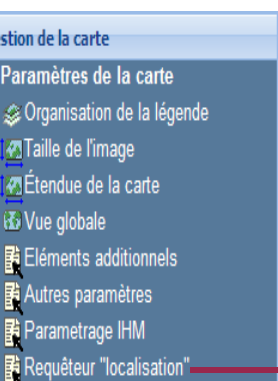 stion de la carte
Paramètres de la carte
Organisation de la légende
Taille de l'image
Étendue de la carte
Vue globale
Eléments additionnels
Autres paramètres
Parametrage IHM
Requêteur "localisation"